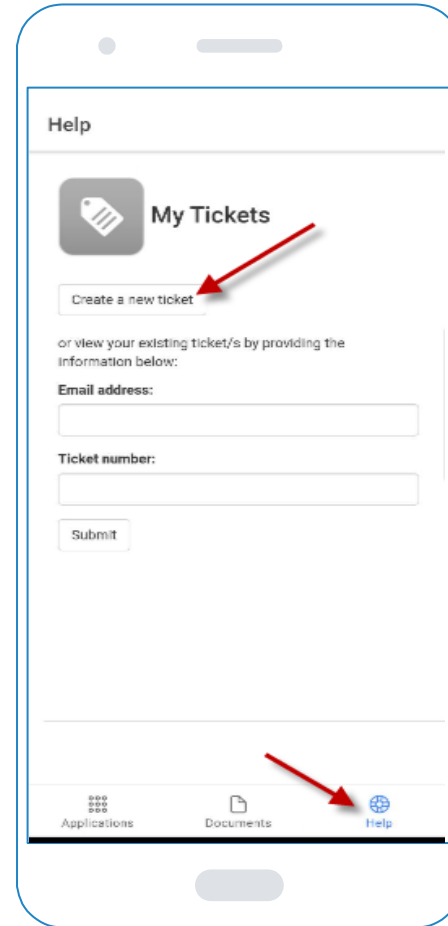 Help
My Tickets
Create a new ticket
or view your existing ticket/s by providing the
information below:
Email address:
Ticket number:
Submit
Applications
Documents
Help